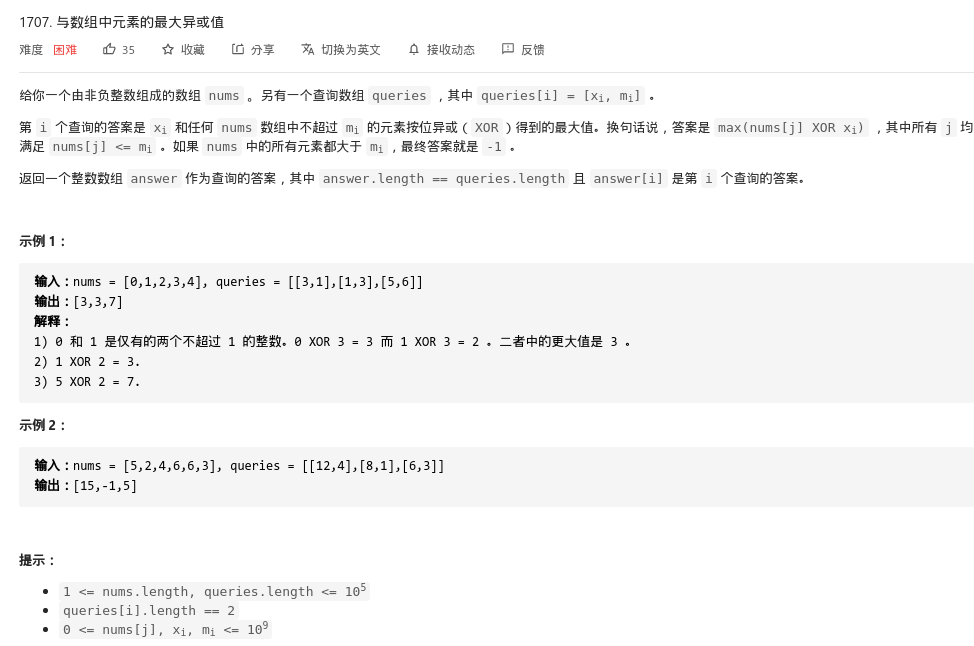 1707. 与数组中元素的最大异或值
难度 困难 35 收藏 分享 切换为英文 接收动态 反馈
给你一个由非负整数组成的数组 nums 。另有一个查询数组 queries ，其中 queries[i] = [xi, mi] 。
第 i 个查询的答案是 xi 和任何 nums 数组中不超过 mi 的元素按位异或（ XOR ）得到的最大值。换句话说，答案是 max(nums[j] XOR xi) ，其中所有 j 均
满足 nums[j] <= mi 。如果 nums 中的所有元素都大于 mi ，最终答案就是 -1 。
返回一个整数数组 answer 作为查询的答案，其中 answer.length == queries.length 且 answer[i] 是第 i 个查询的答案。
示例 1：
输入：nums = [0,1,2,3,4], queries = [[3,1],[1,3],[5,6]]
输出：[3,3,7]
解释：
1) 0 和 1 是仅有的两个不超过 1 的整数。0 XOR 3 = 3 而 1 XOR 3 = 2 。二者中的更大值是 3 。
2) 1 XOR 2 = 3.
3) 5 XOR 2 = 7.
示例 2：
输入：nums = [5,2,4,6,6,3], queries = [[12,4],[8,1],[6,3]]
输出：[15,-1,5]
提示：
1 <= nums.length, queries.length <= 10^5
queries[i].length == 2
0 <= nums[j], xi, mi <= 10^9